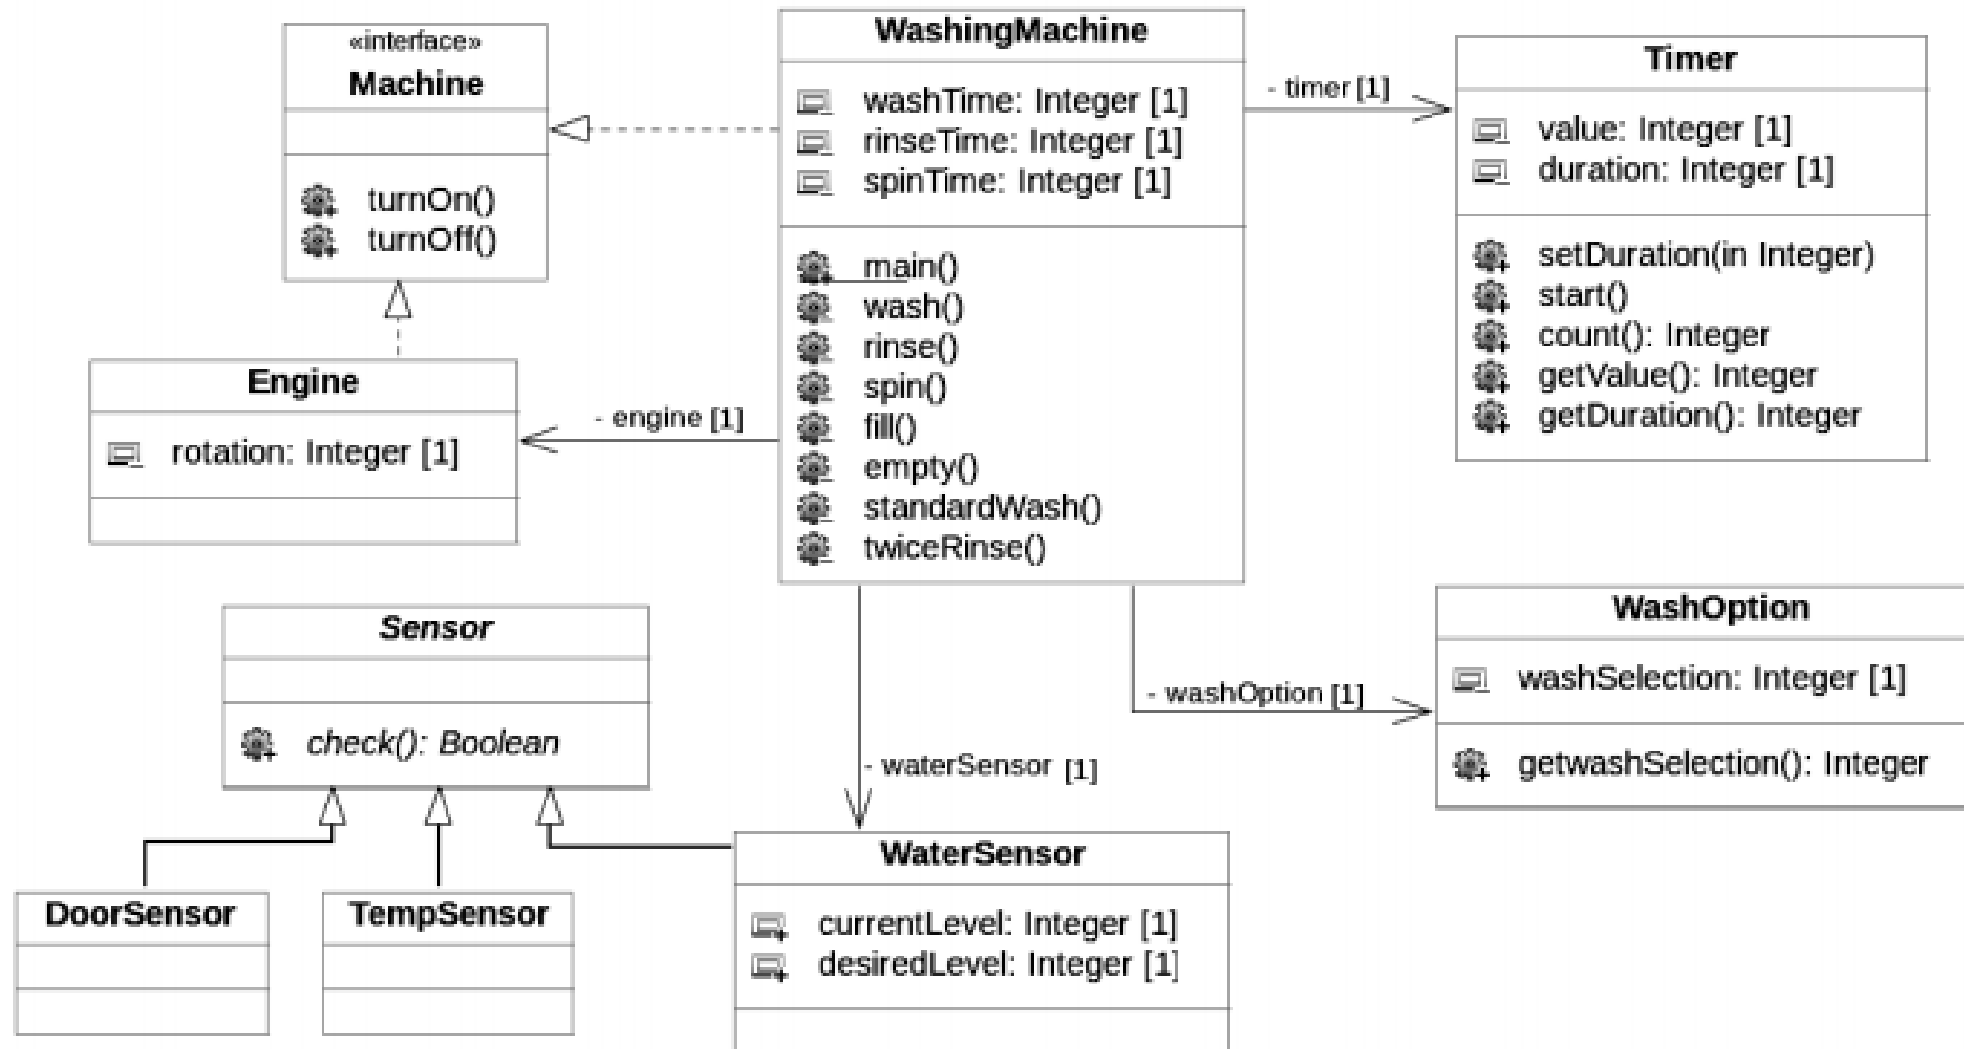 «interface»
Machine
turnOn()
turnOff()
WashingMachine
washTime: Integer [1]
rinseTime: Integer [1]
spinTime: Integer [1]
main()
wash()
rinse()
spin()
fill()
empty()
standardWash()
twiceRinse()
- timer [1]
Timer
value: Integer [1]
duration: Integer [1]
setDuration(in Integer)
start()
count(): Integer
getValue(): Integer
getDuration(): Integer
Engine
rotation: Integer [1]
- engine [1]
Sensor
check(): Boolean
- waterSensor [1]
- washOption [1]
WashOption
washSelection: Integer [1]
getwashSelection(): Integer
DoorSensor
TempSensor
WaterSensor
currentLevel: Integer [1]
desiredLevel: Integer [1]